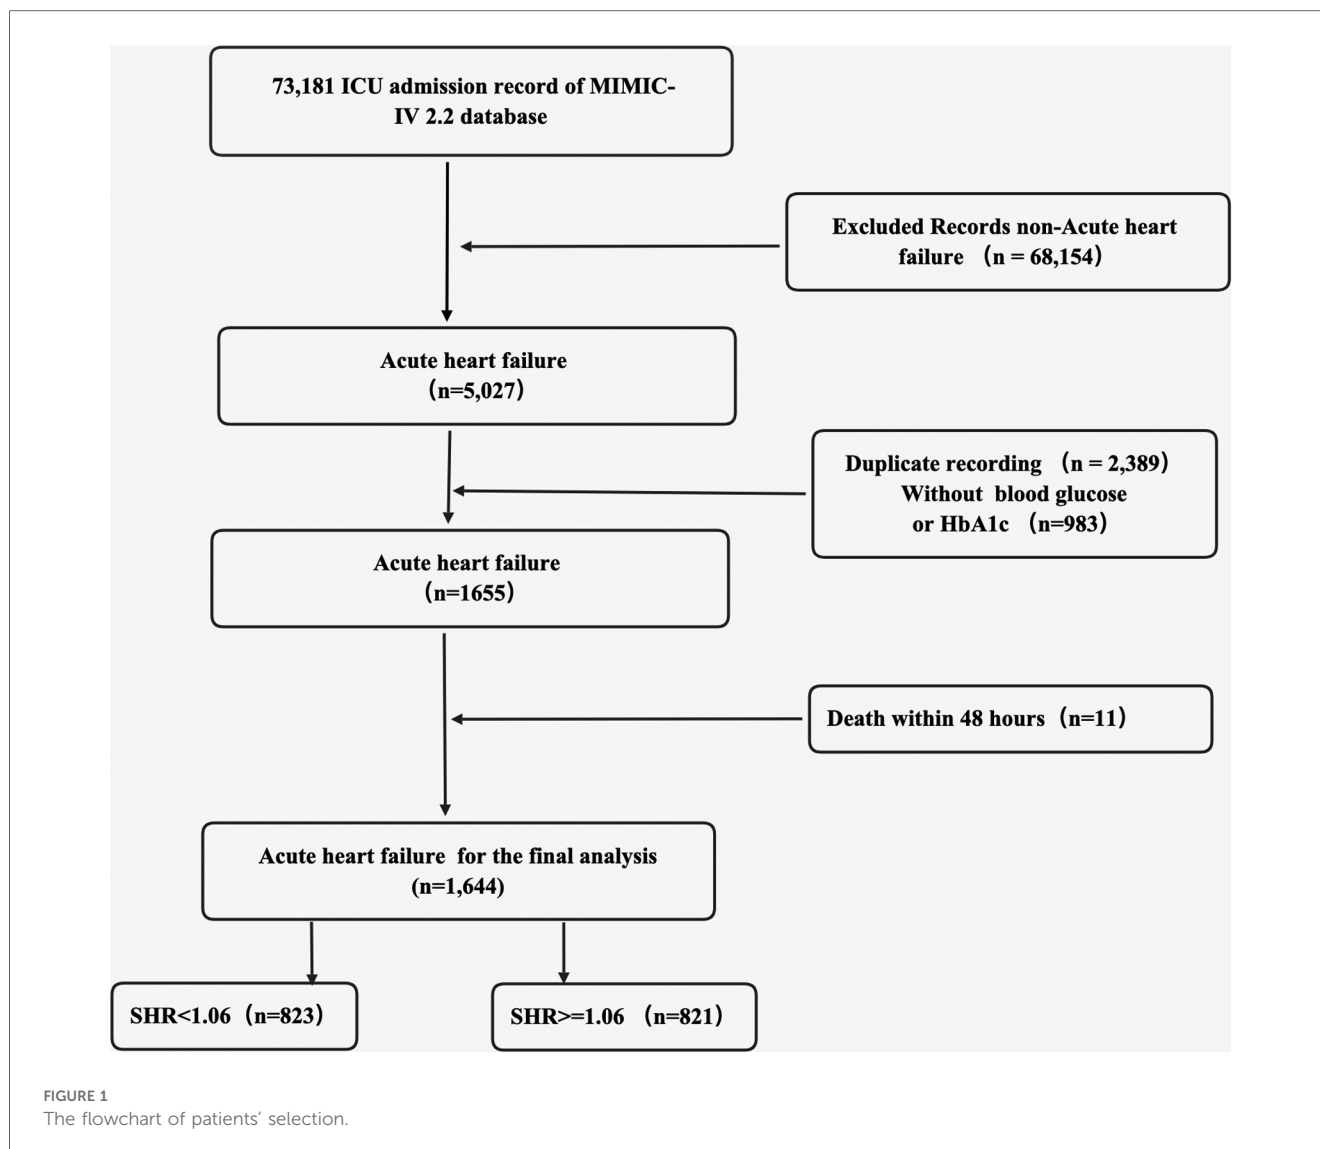 73,181 ICU admission record of MIMIC-
IV 2.2 database
Excluded Records non-Acute heart
failure （n = 68,154）
Acute heart failure
（n=5,027）
Duplicate recording （n = 2,389）
Without blood glucose
or HbA1c （n=983）
Acute heart failure
（n=1655）
Death within 48 hours（n=11）
Acute heart failure for the final analysis
(n=1,644)
SHR<1.06（n=823）
SHR>=1.06 （n=821）
FIGURE 1
The flowchart of patients’ selection.